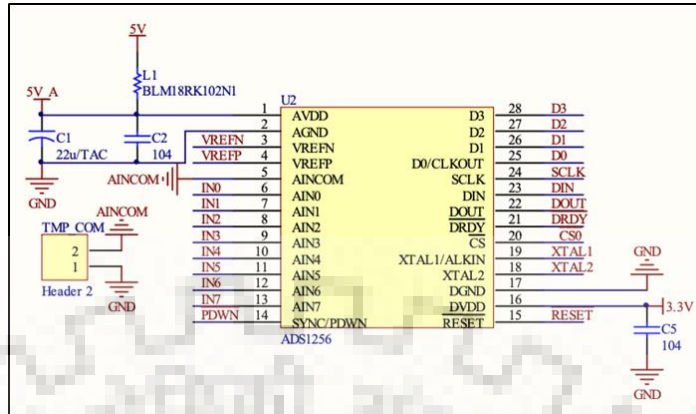 5V
L1
BLM18RK102N1
5V_A
C1
22u/TAC
C2
104
GND
AINCOM
TMP_COM
2
1
Header 2
GND
AINCOM
U2
1 AVDD
2 AGND
VREFN 3 VREFN
VREFP 4 VREFP
5 AINCOM
IN0 6 AIN0
IN1 7 AIN1
IN2 8 AIN2
IN3 9 AIN3
IN4 10 AIN4
IN5 11 AIN5
IN6 12 AIN6
IN7 13 AIN7
PDWN 14 SYNC/PDWN
ADS1256
D3 28 D3
D2 27 D2
D1 26 D1
D0/CLKOUT 25 D0
SCLK 24 SCLK
DIN 23 DIN
DOUT 22 DOUT
DRDY 21 DRDY
CS 20 CS0
XTAL1/ALKIN 19 XTAL1
XTAL2 18 XTAL2
DGND 17
DVDD 16
RESET 15 RESET
GND
3.3V
C5
104
GND